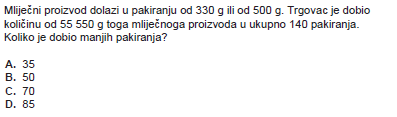 Mliječni proizvod dolazi u pakiranju od 330 g ili od 500 g. Trgovac je dobio
količinu od 55 550 g toga mliječnoga proizvoda u ukupno 140 pakiranja.
Koliko je dobio manjih pakiranja?
A. 35
B. 50
C. 70
D. 85